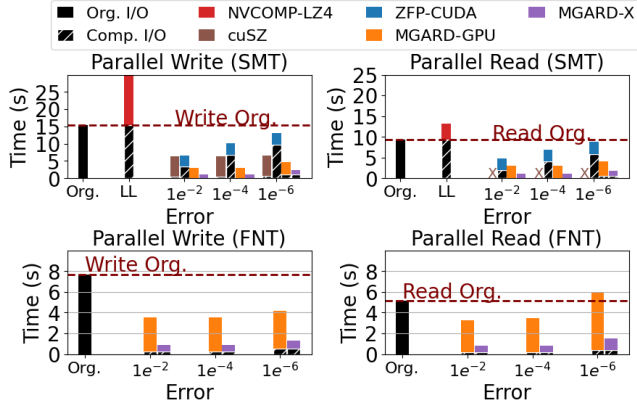 Org. I/O NVCOMP-LZ4 ZFP-CUDA MGARD-X
Comp. I/O cuSZ MGARD-GPU
Parallel Write (SMT)
Time (s)
25
20
15
10
5
0
Write Org.
Org. LL 1e⁻² 1e⁻⁴ 1e⁻⁶
Error
Parallel Read (SMT)
Time (s)
25
20
15
10
5
0
Read Org.
X X X
Org. LL 1e⁻² 1e⁻⁴ 1e⁻⁶
Error
Parallel Write (FNT)
Time (s)
8
6
4
2
0
Write Org.
Org. 1e⁻² 1e⁻⁴ 1e⁻⁶
Error
Parallel Read (FNT)
Time (s)
8
6
4
2
0
Read Org.
Org. 1e⁻² 1e⁻⁴ 1e⁻⁶
Error